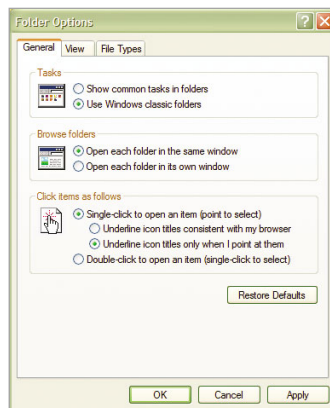 Folder Options
General View File Types
Tasks
Show common tasks in folders
Use Windows classic folders
Browse folders
Open each folder in the same window
Open each folder in its own window
Click items as follows
Single-click to open an item (point to select)
Underline icon titles consistent with my browser
Underline icon titles only when I point at them
Double-click to open an item (single-click to select)
Restore Defaults
OK Cancel Apply